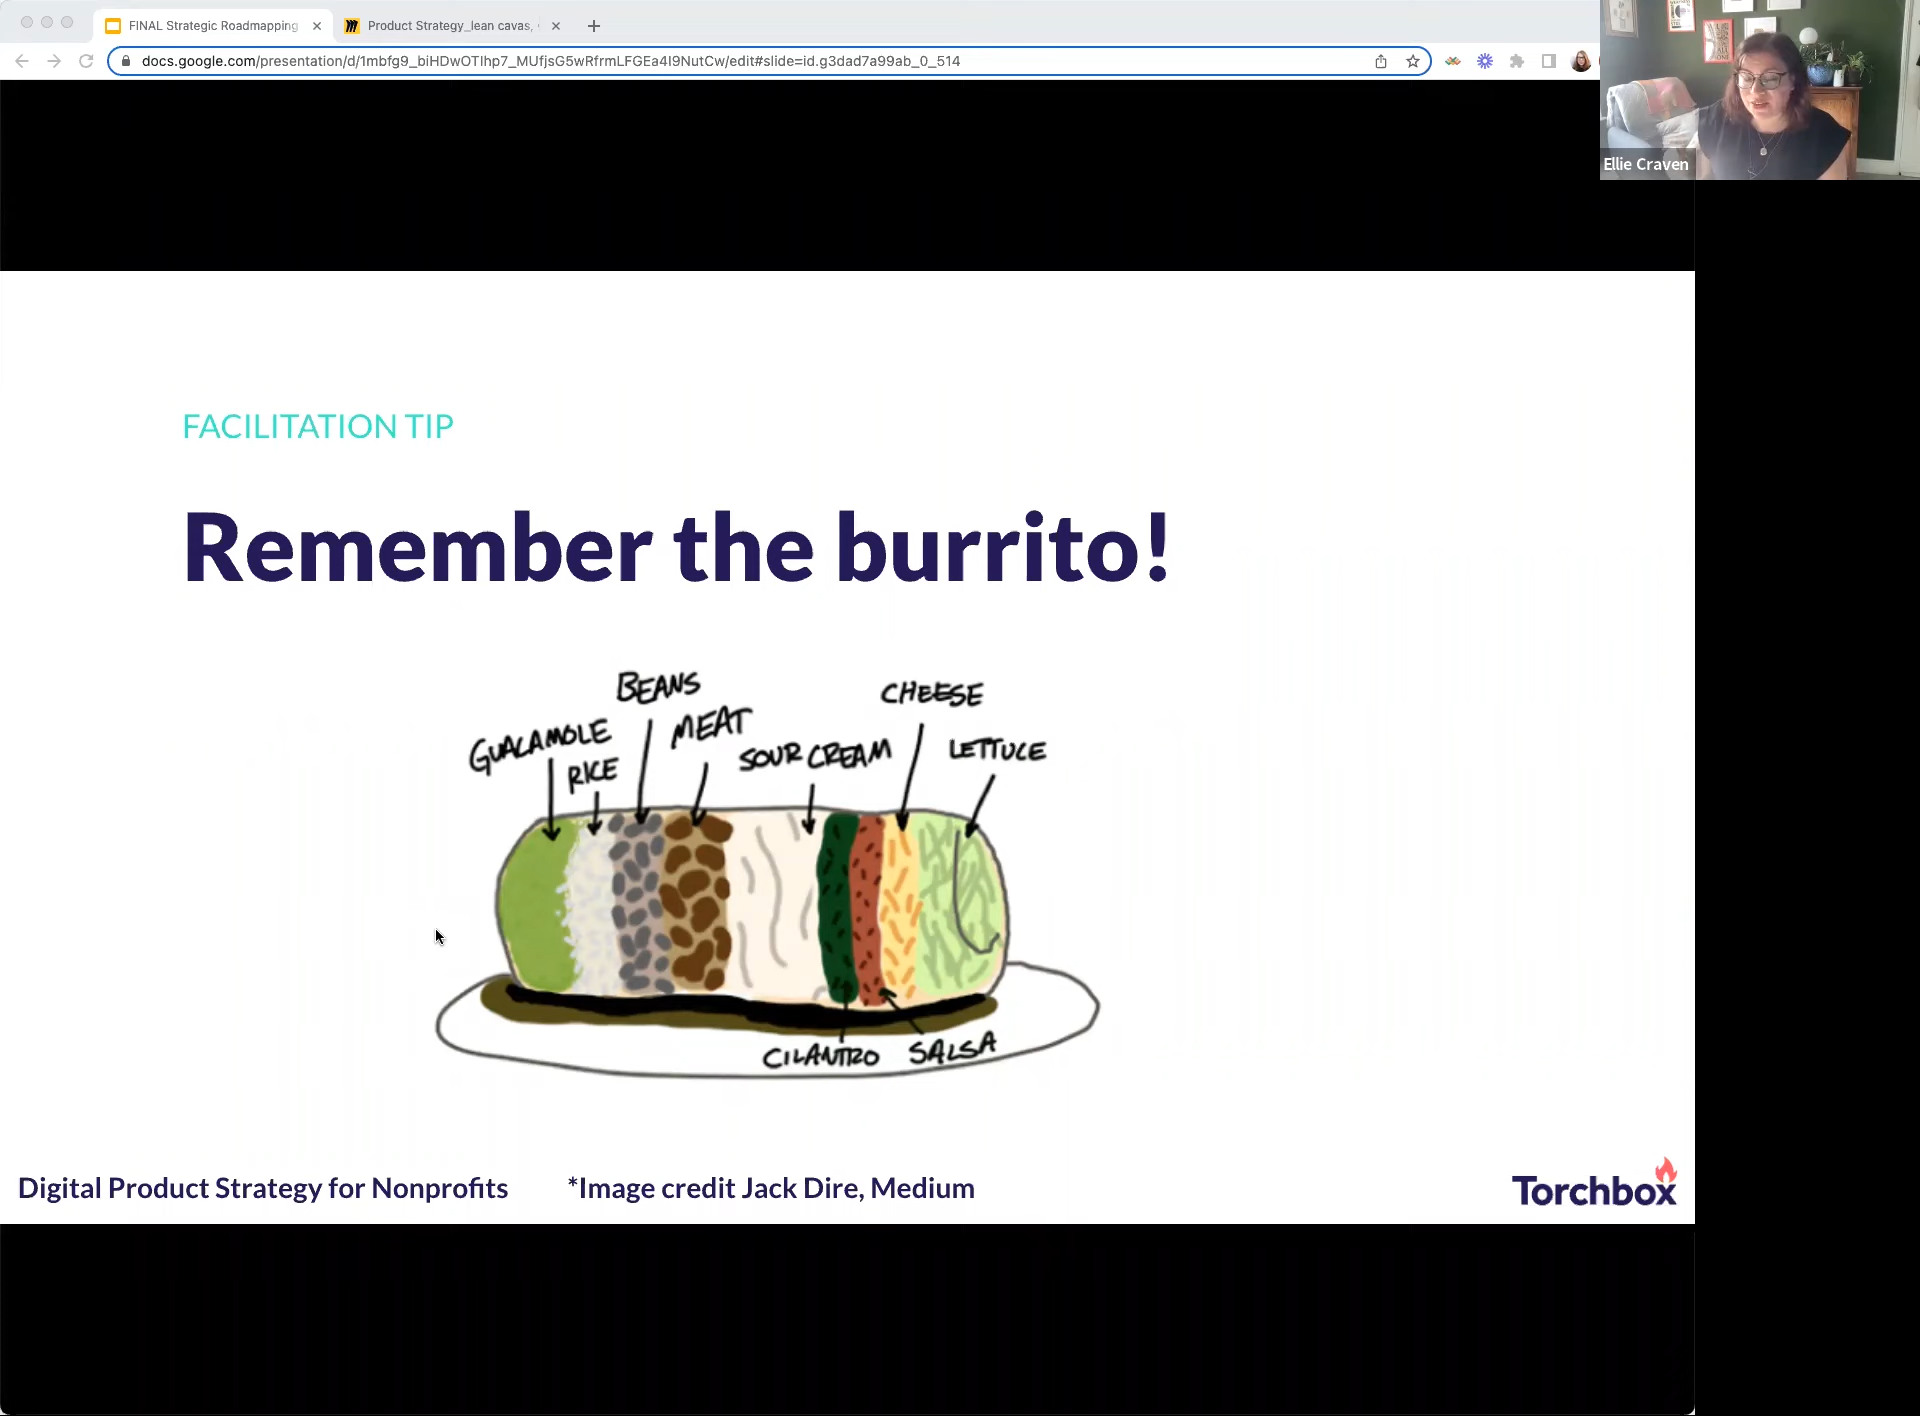 FINAL Strategic Roadmapping
Product Strategy_lean cavas,
docs.google.com/presentation/d/1mbfg9_biHDwOTIhp7_MUfjsG5wRfrmLFGEa4I9NutCw/edit#slide=id.g3dad7a99ab_0_514
Ellie Craven
FACILITATION TIP
Remember the burrito!
BEANS
CHEESE
GUACAMOLE
MEAT
SOUR CREAM
LETTUCE
RICE
CILANTRO
SALSA
Digital Product Strategy for Nonprofits
*Image credit Jack Dire, Medium
Torchbox